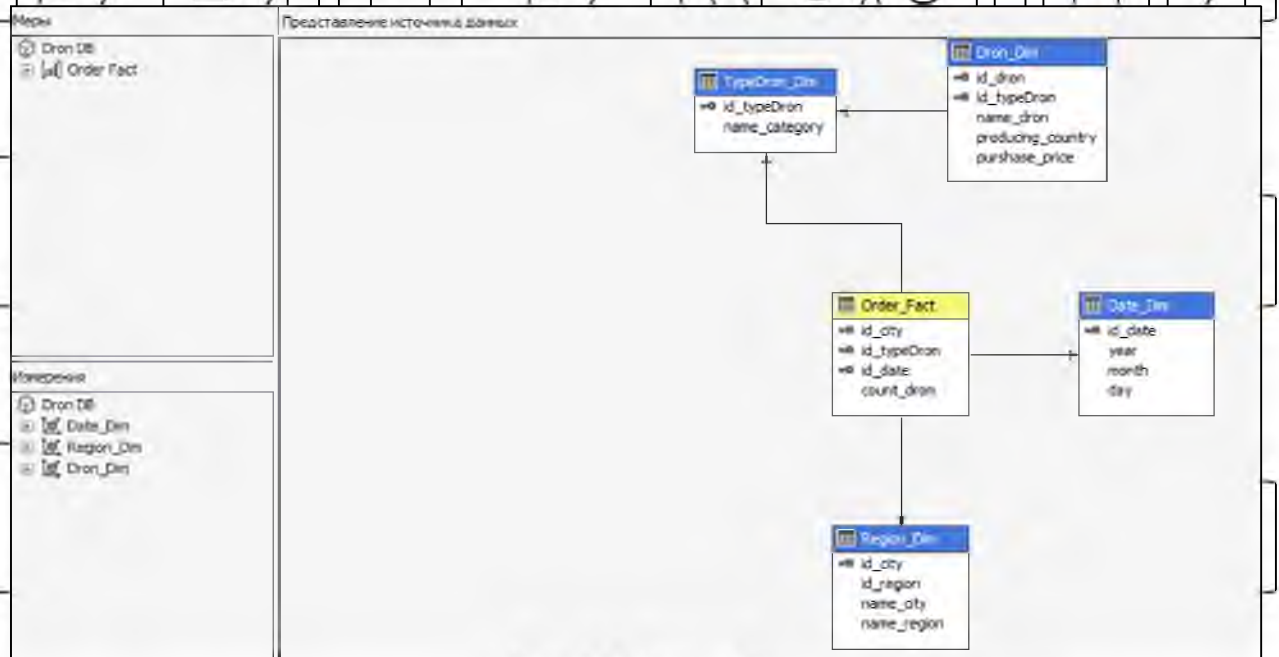 Меры
Dron DB
Order Fact
Измерения
Dron DB
Date_Dim
Region_Dim
Dron_Dim
Представление источника данных
TypeDron_Dim
id_typeDron
name_category
Dron_Dim
id_dron
id_typeDron
name_dron
producing_country
purshase_price
Order_Fact
id_city
id_typeDron
id_date
count_dron
Date_Dim
id_date
year
month
day
Region_Dim
id_city
id_region
name_city
name_region